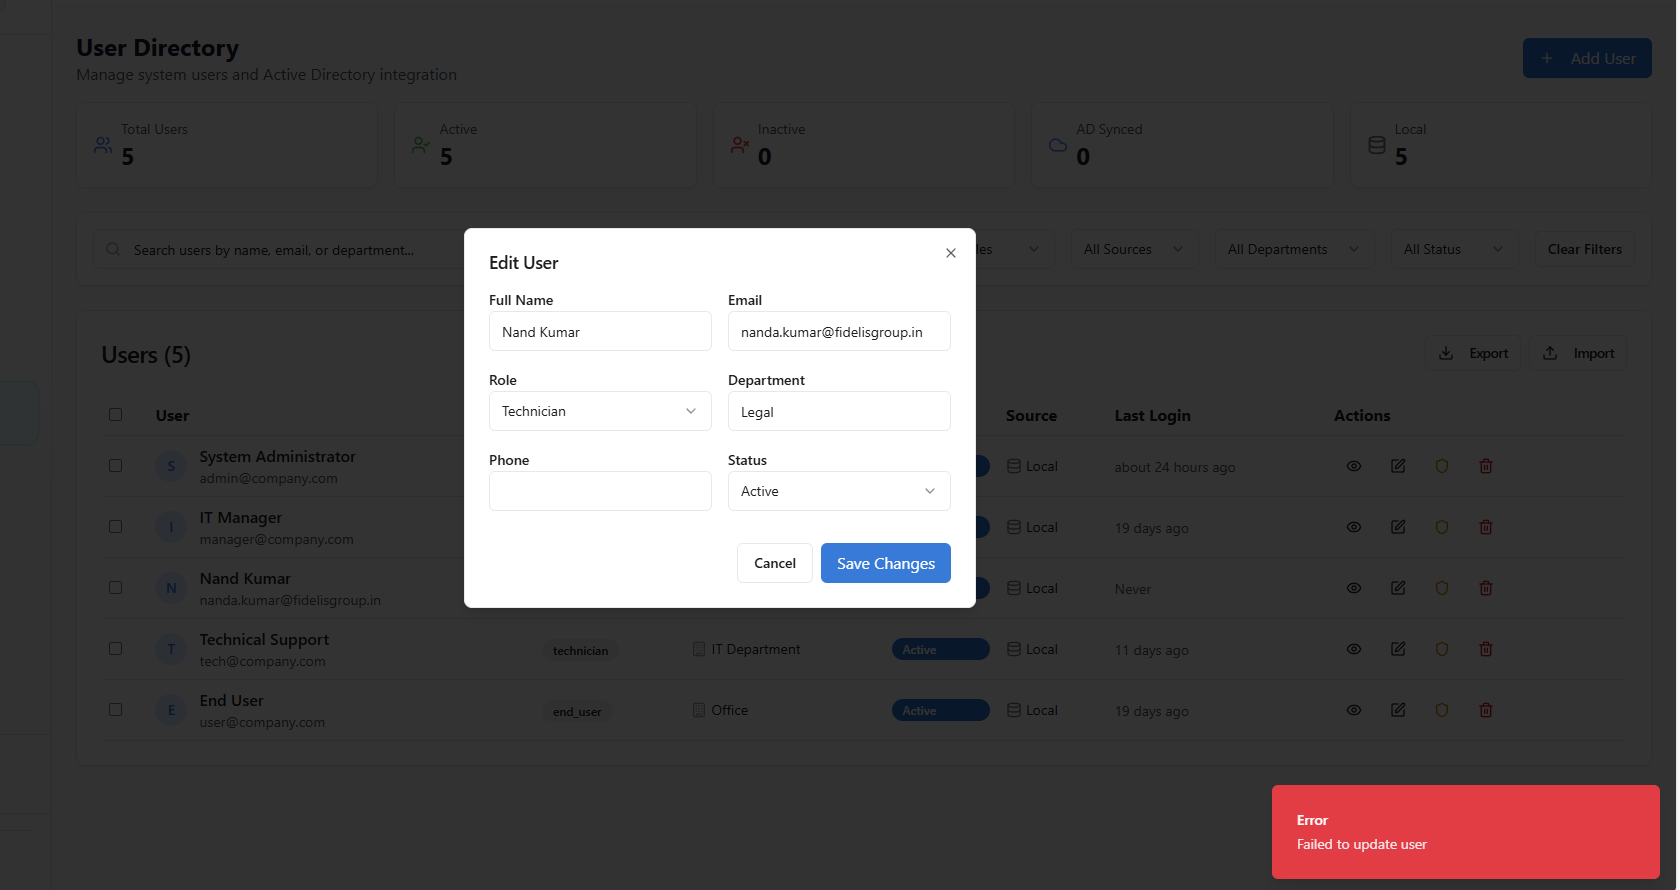 User Directory
Manage system users and Active Directory integration
+ Add User
Total Users
5
Active
5
Inactive
0
AD Synced
0
Local
5
Search users by name, email, or department...
All Sources
All Departments
All Status
Clear Filters
Users (5)
Export
Import
User
Source
Last Login
Actions
S
System Administrator
admin@company.com
Local
about 24 hours ago
I
IT Manager
manager@company.com
Local
19 days ago
N
Nand Kumar
nanda.kumar@fidelisgroup.in
Local
Never
T
Technical Support
tech@company.com
technician
IT Department
Active
Local
11 days ago
E
End User
user@company.com
end_user
Office
Active
Local
19 days ago
Edit User
Full Name
Nand Kumar
Email
nanda.kumar@fidelisgroup.in
Role
Technician
Department
Legal
Phone
Status
Active
Cancel
Save Changes
Error
Failed to update user